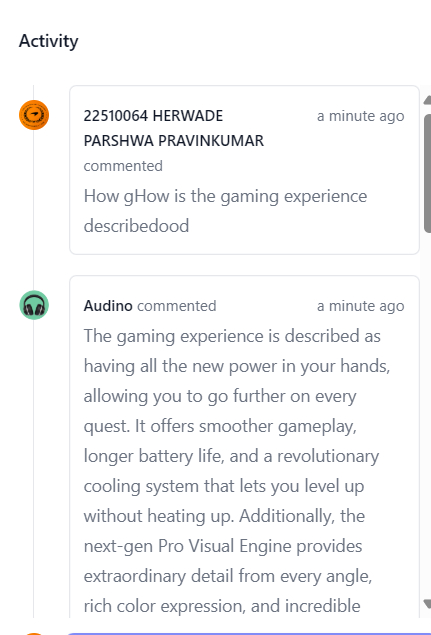 Activity
22510064 HERWADE a minute ago
PARSHWA PRAVINKUMAR
commented
How gHow is the gaming experience
describedood
Audino commented a minute ago
The gaming experience is described as
having all the new power in your hands,
allowing you to go further on every
quest. It offers smoother gameplay,
longer battery life, and a revolutionary
cooling system that lets you level up
without heating up. Additionally, the
next-gen Pro Visual Engine provides
extraordinary detail from every angle,
rich color expression, and incredible